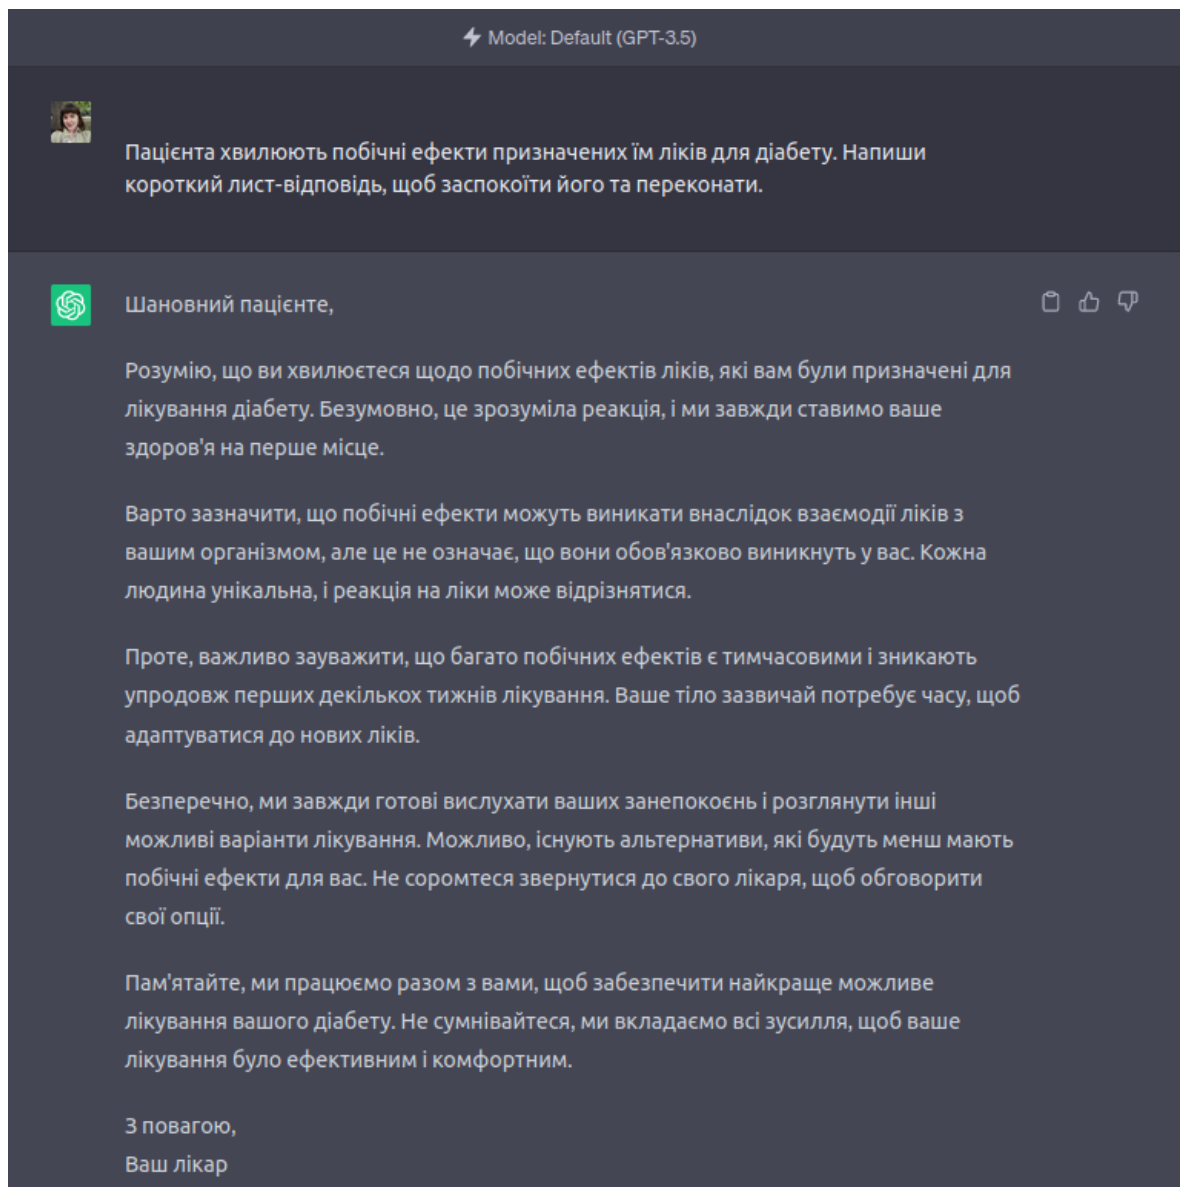 Model: Default (GPT-3.5)
Пацієнта хвилюють побічні ефекти призначених їм ліків для діабету. Напиши
короткий лист-відповідь, щоб заспокоїти його та переконати.
Шановний пацієнте,
Розумію, що ви хвилюєтеся щодо побічних ефектів ліків, які вам були призначені для
лікування діабету. Безумовно, це зрозуміла реакція, і ми завжди ставимо ваше
здоров'я на перше місце.
Варто зазначити, що побічні ефекти можуть виникати внаслідок взаємодії ліків з
вашим організмом, але це не означає, що вони обов'язково виникнуть у вас. Кожна
людина унікальна, і реакція на ліки може відрізнятися.
Проте, важливо зауважити, що багато побічних ефектів є тимчасовими і зникають
упродовж перших декількох тижнів лікування. Ваше тіло зазвичай потребує часу, щоб
адаптуватися до нових ліків.
Безперечно, ми завжди готові вислухати ваших занепокоєнь і розглянути інші
можливі варіанти лікування. Можливо, існують альтернативи, які будуть менш мають
побічні ефекти для вас. Не соромтеся звернутися до свого лікаря, щоб обговорити
свої опції.
Пам'ятайте, ми працюємо разом з вами, щоб забезпечити найкраще можливе
лікування вашого діабету. Не сумнівайтеся, ми вкладаємо всі зусилля, щоб ваше
лікування було ефективним і комфортним.
З повагою,
Ваш лікар